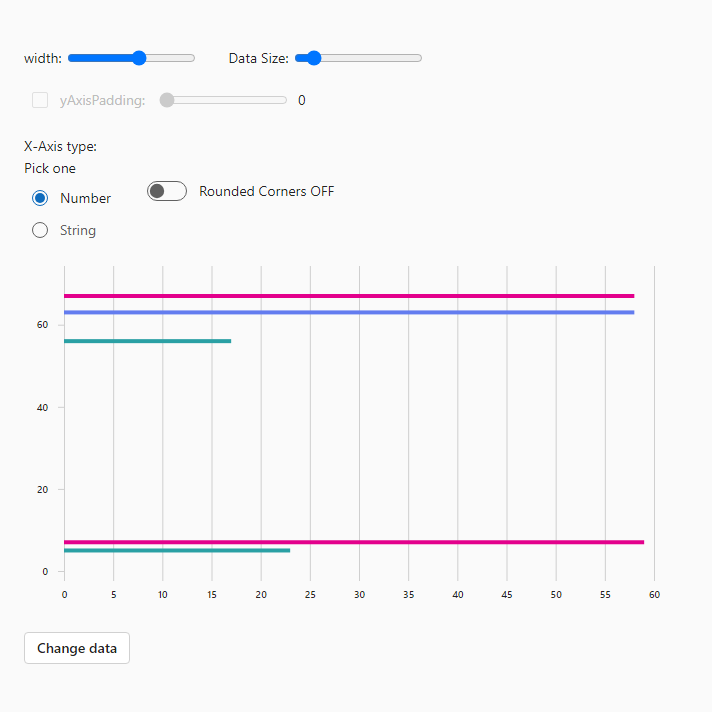 width: Data Size:
yAxisPadding: 0
X-Axis type:
Pick one
Number
Rounded Corners OFF
String
60
40
20
0
0 5 10 15 20 25 30 35 40 45 50 55 60
Change data